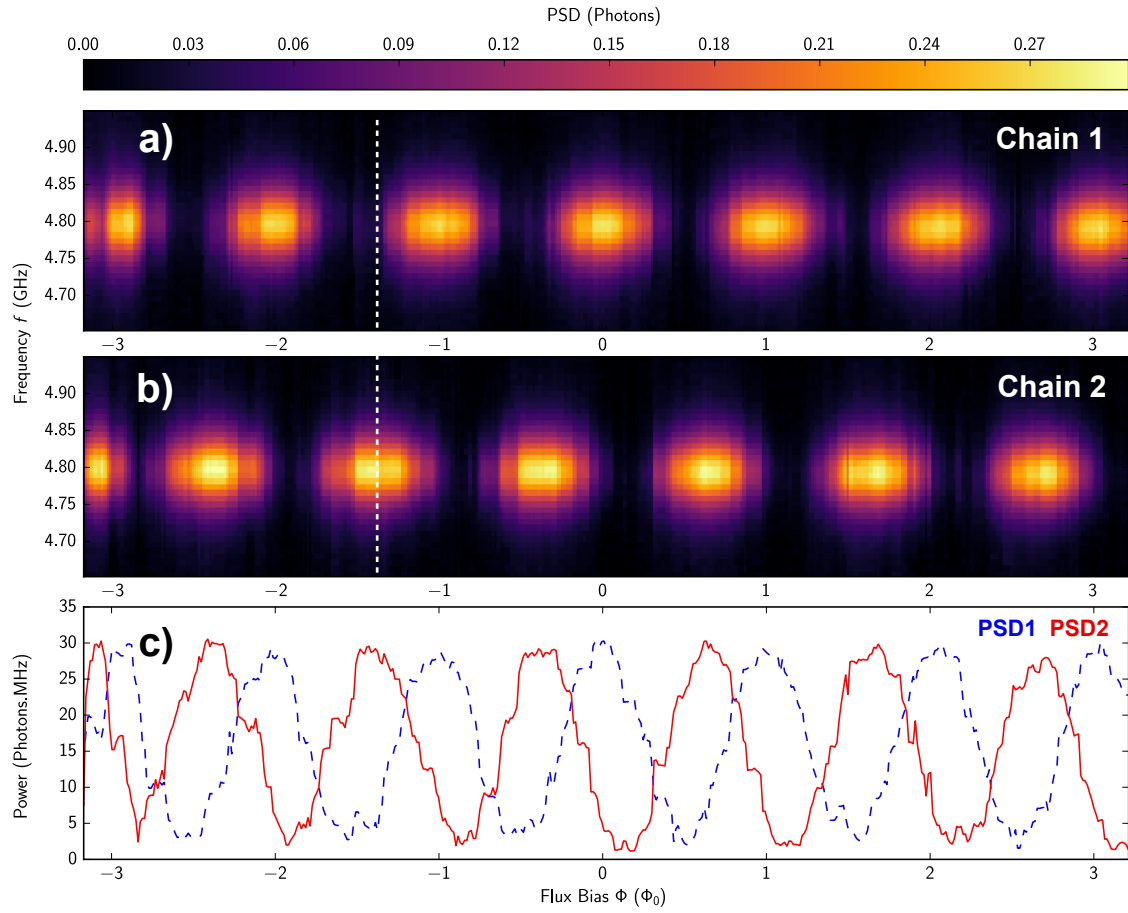 PSD (Photons)
0.00 0.03 0.06 0.09 0.12 0.15 0.18 0.21 0.24 0.27
a) Chain 1
4.90
4.85
4.80
4.75
4.70
−3 −2 −1 0 1 2 3
Frequency f (GHz)
b) Chain 2
4.90
4.85
4.80
4.75
4.70
−3 −2 −1 0 1 2 3
c) PSD1 PSD2
35
30
25
20
15
10
5
0
Power (Photons.MHz)
−3 −2 −1 0 1 2 3
Flux Bias Φ (Φ₀)